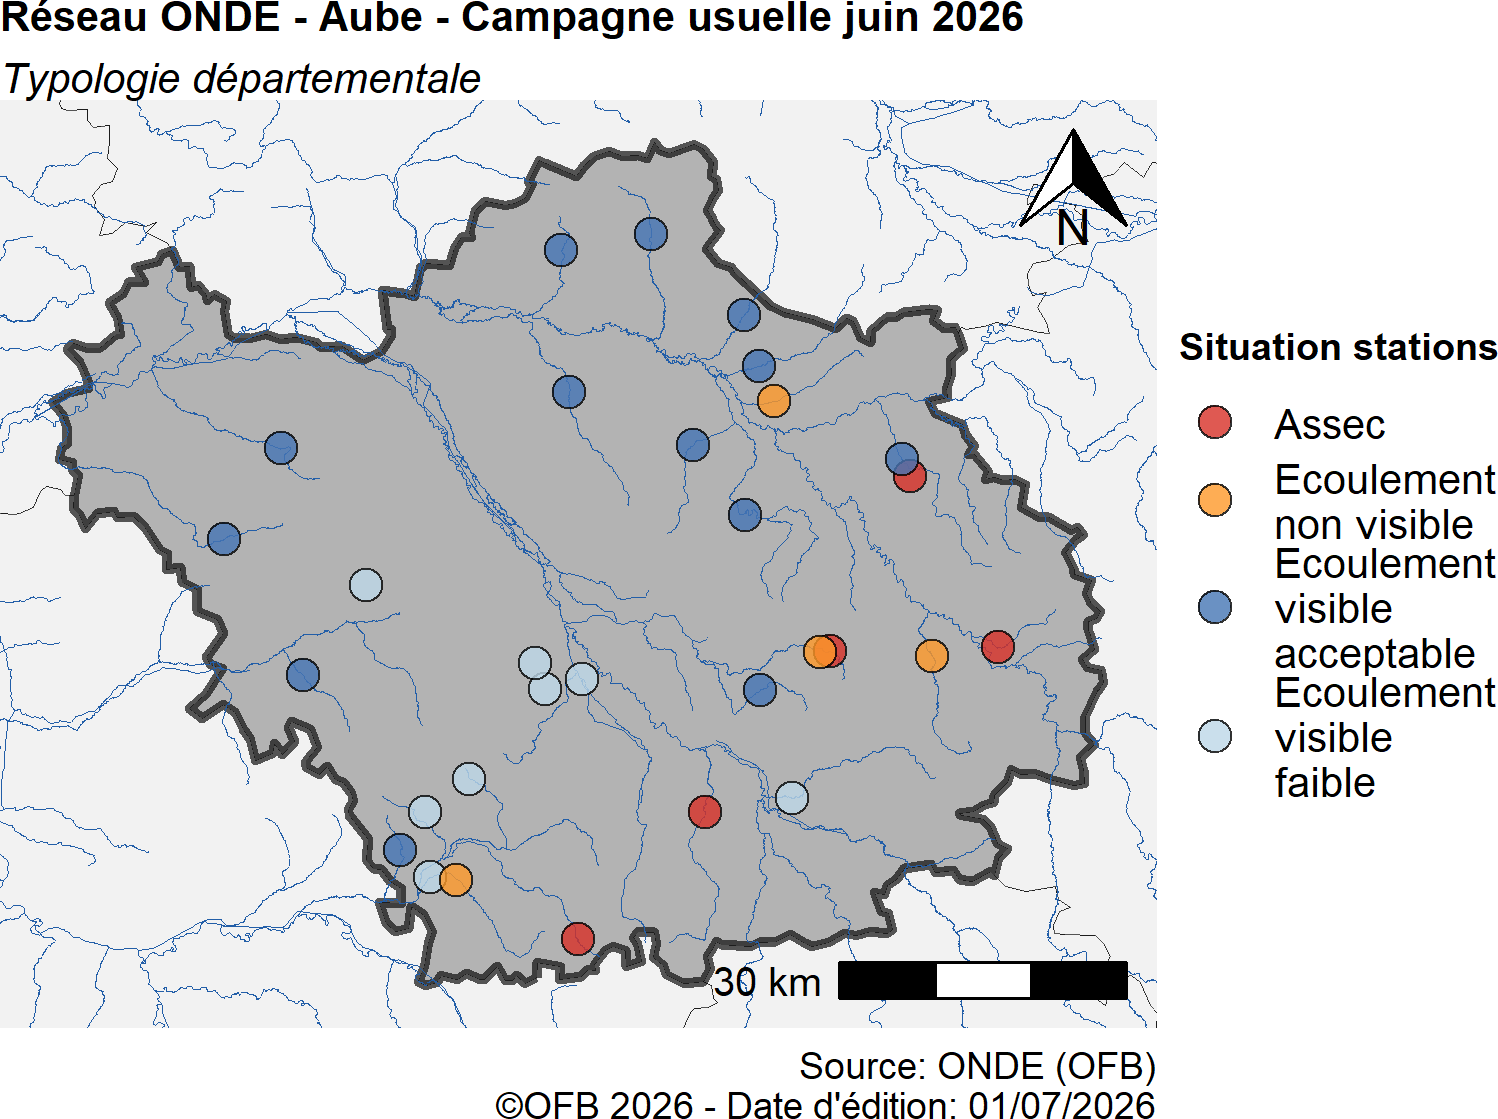 Réseau ONDE - Aube - Campagne usuelle juin 2026
Typologie départementale
N
Situation stations
Assec
Ecoulement
non visible
Ecoulement
visible
acceptable
Ecoulement
visible
faible
30 km
Source: ONDE (OFB)
©OFB 2026 - Date d'édition: 01/07/2026